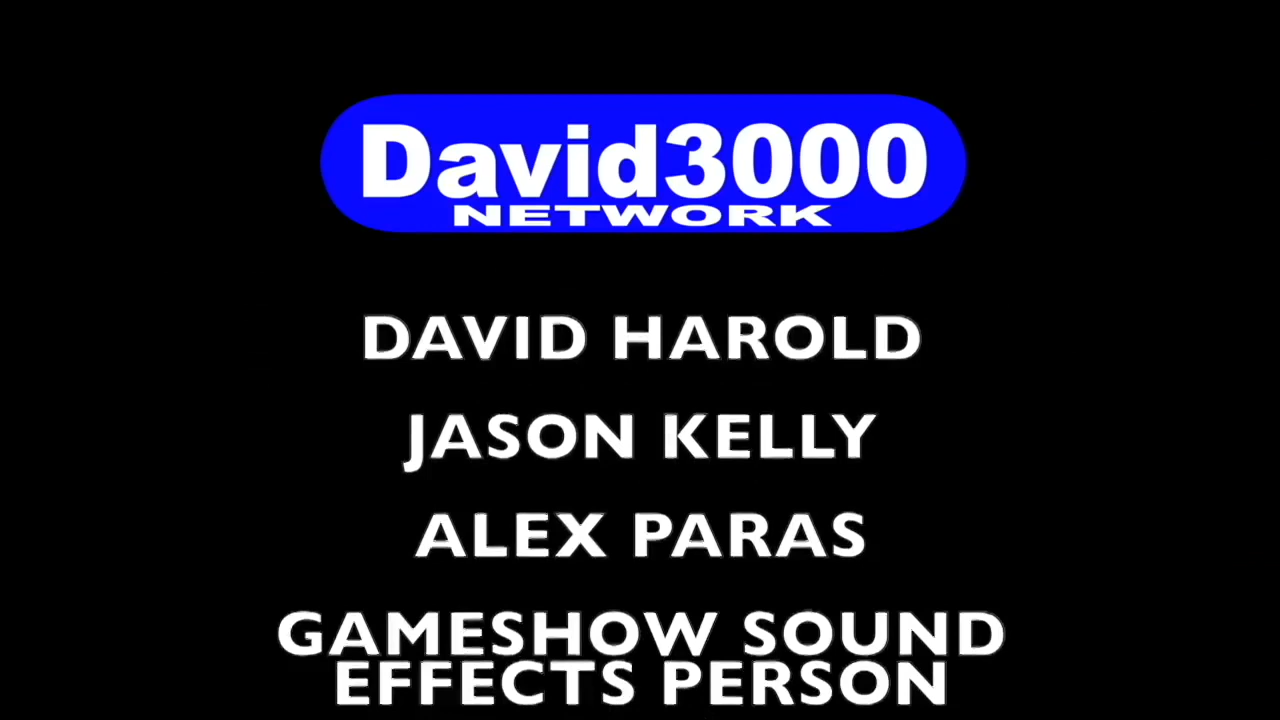 David3000
NETWORK
DAVID HAROLD
JASON KELLY
ALEX PARAS
GAMESHOW SOUND
EFFECTS PERSON